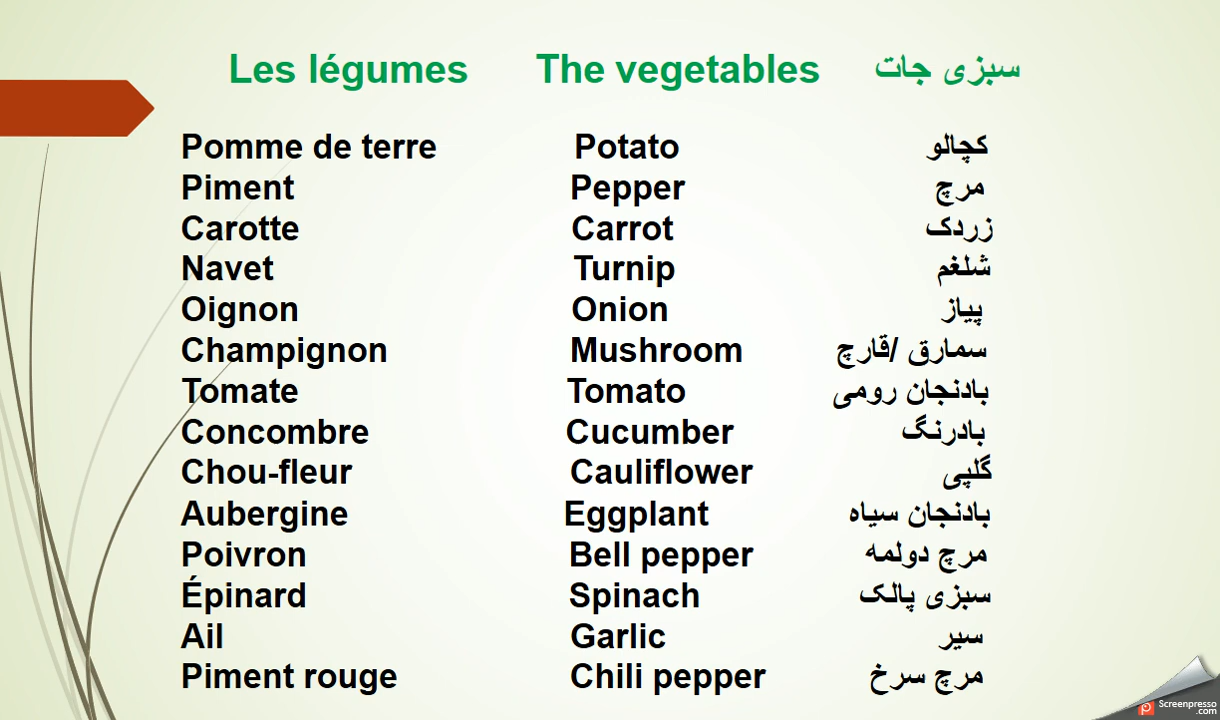 Les légumes The vegetables سبزی جات
Pomme de terre Potato کچالو
Piment Pepper مرچ
Carotte Carrot زردک
Navet Turnip شلغم
Oignon Onion پیاز
Champignon Mushroom سمارق /قارچ
Tomate Tomato بادنجان رومی
Concombre Cucumber بادرنگ
Chou-fleur Cauliflower گلپی
Aubergine Eggplant بادنجان سیاه
Poivron Bell pepper مرچ دولمه
Épinard Spinach سبزی پالک
Ail Garlic سیر
Piment rouge Chili pepper مرچ سرخ
Screenpresso
.com